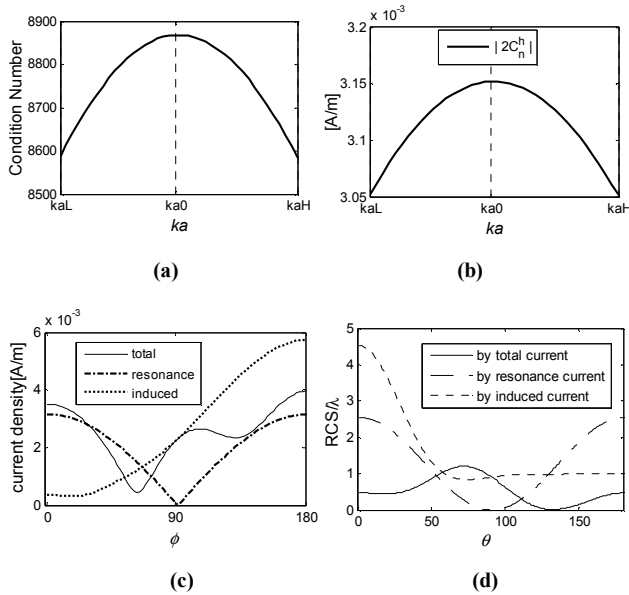 8900
8800
8700
8600
8500
Condition Number
kaL
ka0
kaH
ka
(a)
x 10⁻³
3.2
3.15
3.1
3.05
[A/m]
| 2Cₙʰ |
kaL
ka0
kaH
ka
(b)
x 10⁻³
6
4
2
0
current density[A/m]
total
resonance
induced
0
90
180
ϕ
(c)
5
4
3
2
1
0
RCS/λ
by total current
by resonance current
by induced current
0
50
100
150
θ
(d)